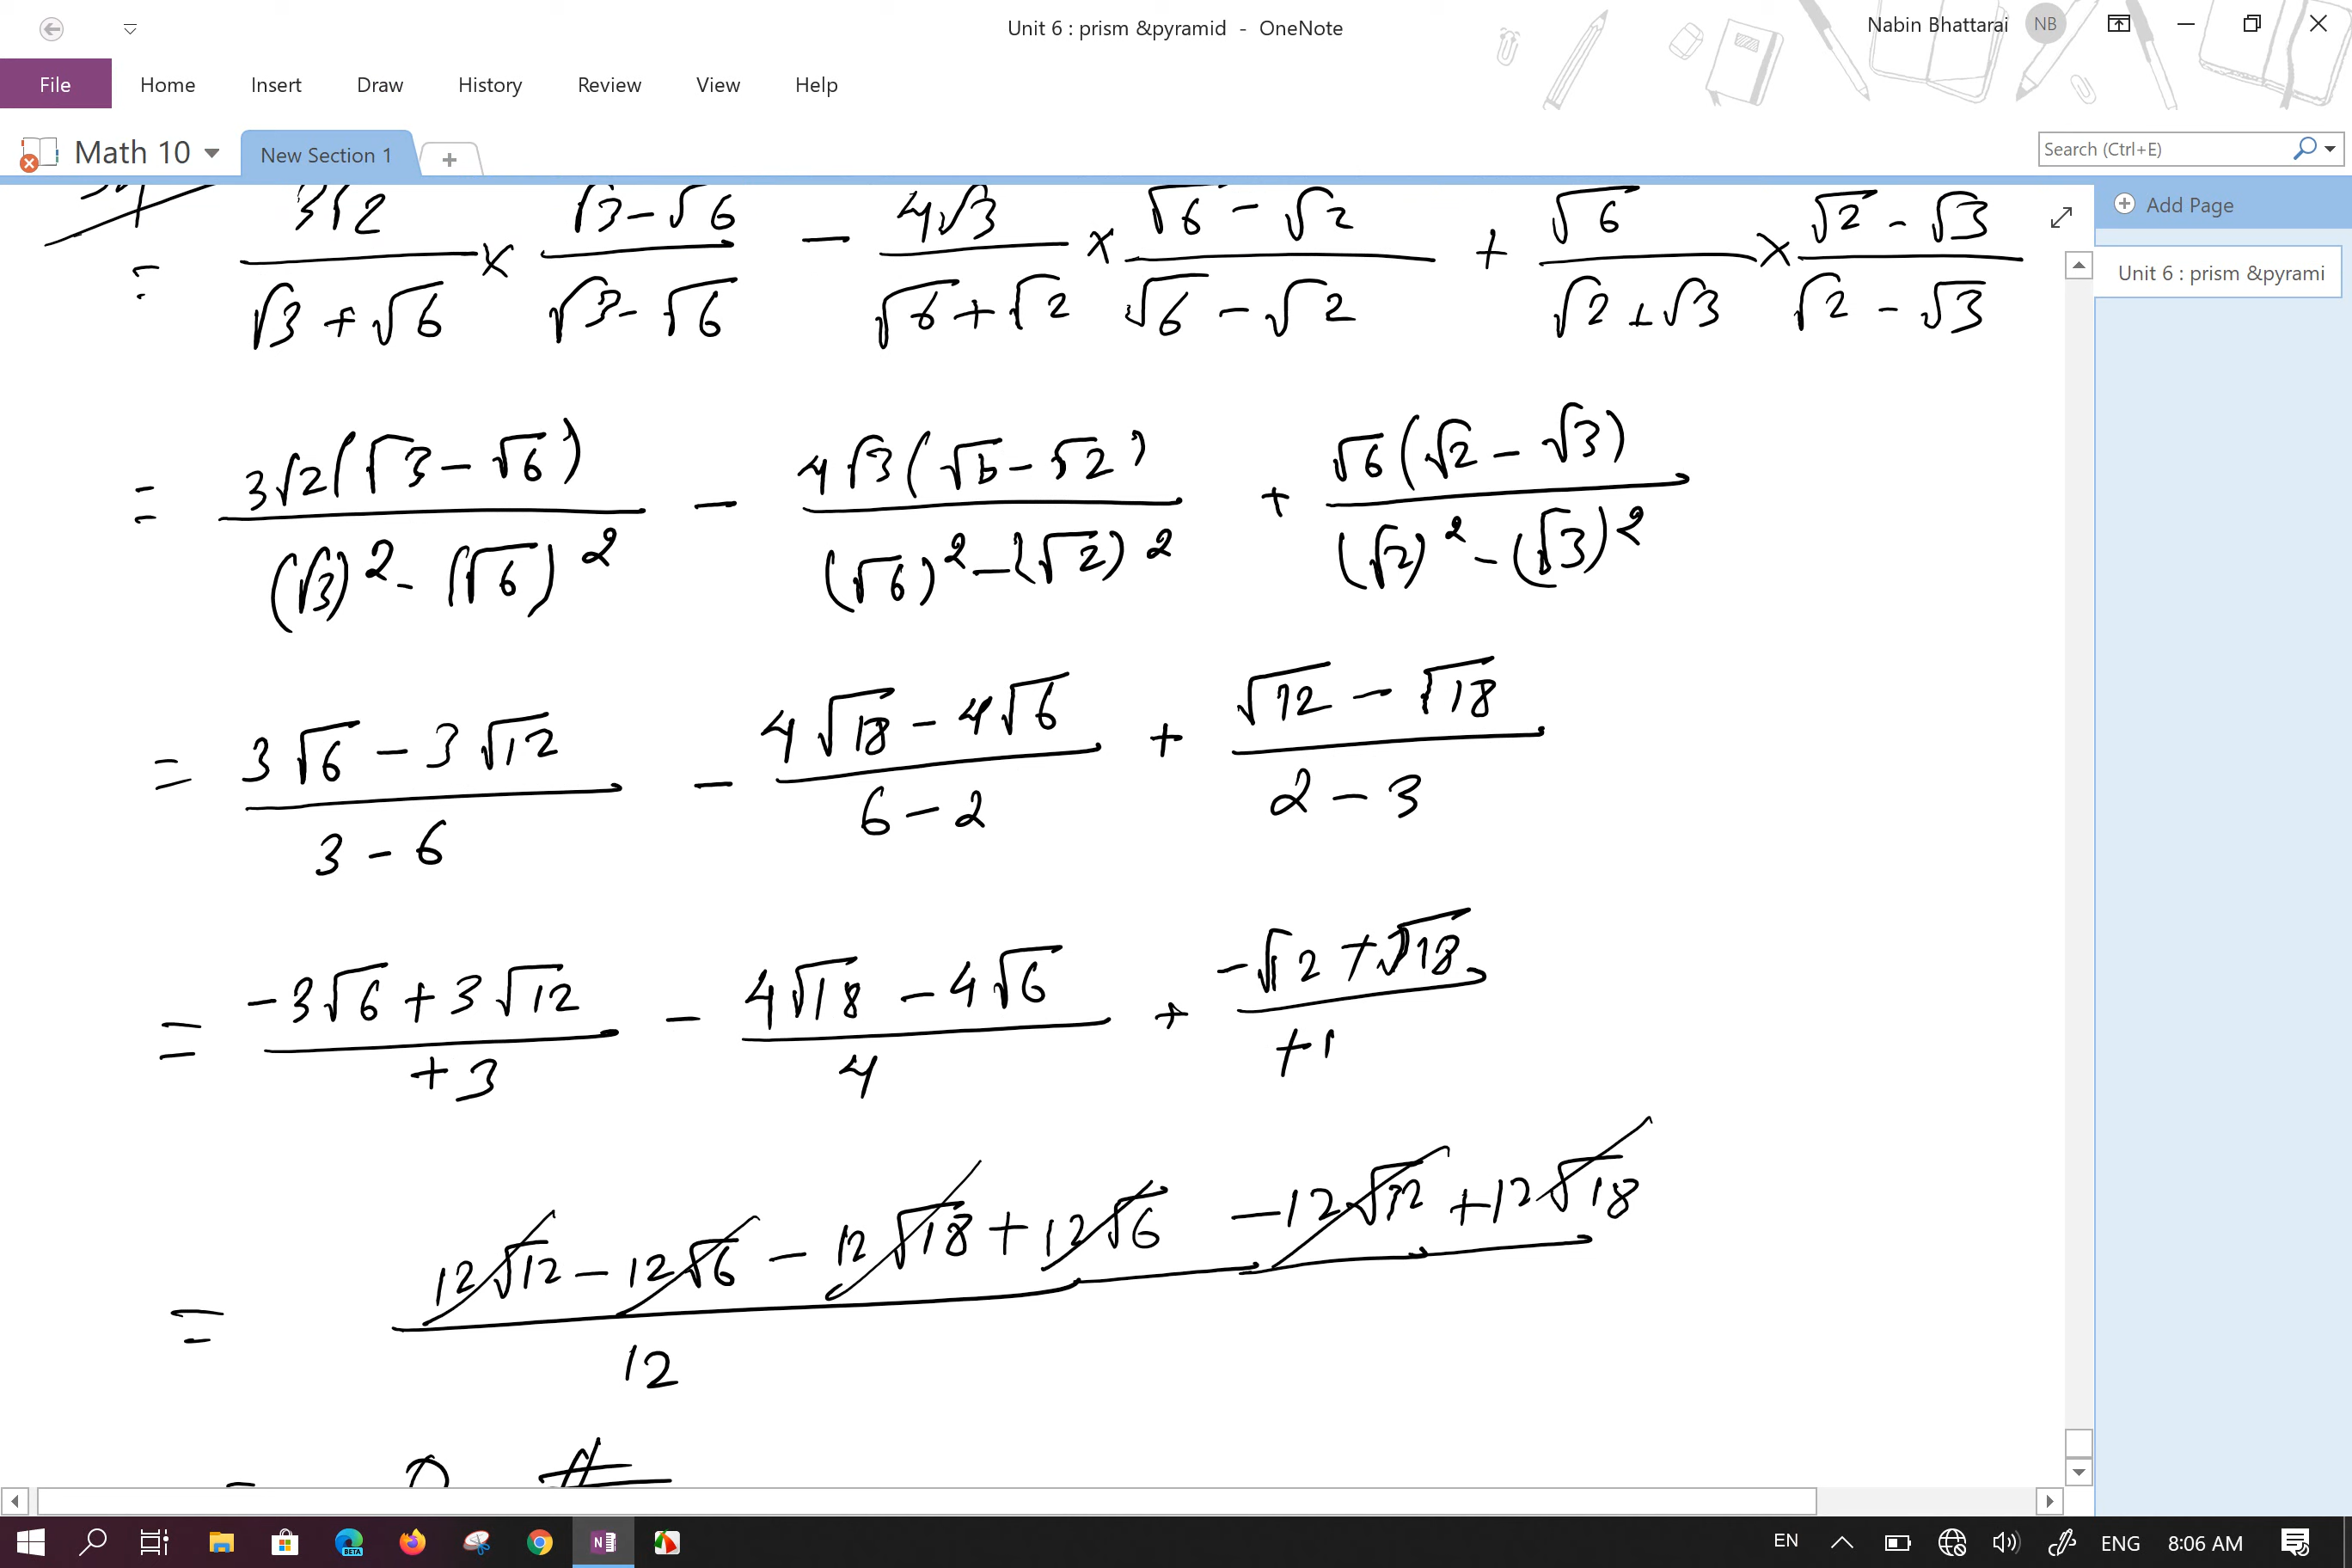 Unit 6 : prism &pyramid - OneNote
Nabin Bhattarai NB
File Home Insert Draw History Review View Help
Math 10 New Section 1 +
Search (Ctrl+E)
Add Page
Unit 6 : prism &pyrami
= 3√2/(√3 + √6) × (√3 - √6)/(√3 - √6) - 4√3/(√6 + √2) × (√6 - √2)/(√6 - √2) + √6/(√2 + √3) × (√2 - √3)/(√2 - √3)
= 3√2(√3 - √6)/((√3)² - (√6)²) - 4√3(√6 - √2)/((√6)² - (√2)²) + √6(√2 - √3)/((√2)² - (√3)²)
= (3√6 - 3√12)/(3 - 6) - (4√18 - 4√6)/(6 - 2) + (√12 - √18)/(2 - 3)
= (-3√6 + 3√12)/(+3) - (4√18 - 4√6)/4 + (-√12 + √18)/(+1)
= (12√12 - 12√6 - 12√18 + 12√6 - 12√12 + 12√18)/12
BETA
EN ENG 8:06 AM